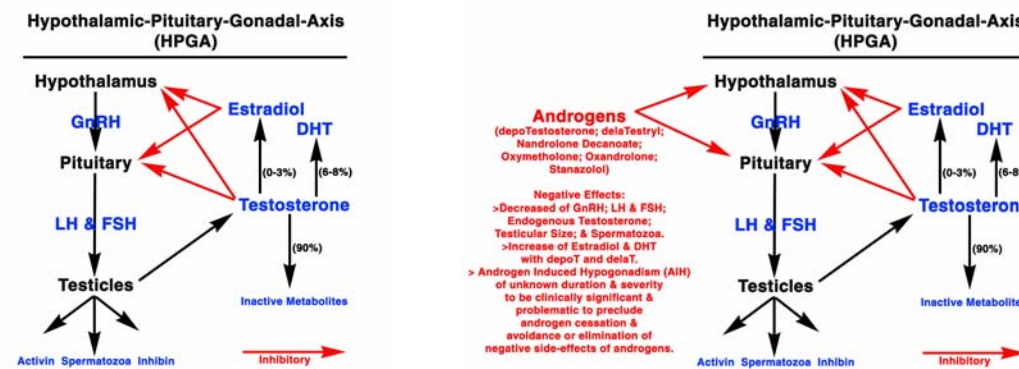 Hypothalamic-Pituitary-Gonadal-Axis
(HPGA)
Hypothalamus
GnRH
Estradiol
DHT
Pituitary
(0-3%)
(6-8%)
Testosterone
LH & FSH
(90%)
Testicles
Inactive Metabolites
Activin Spermatozoa Inhibin
Inhibitory
Hypothalamic-Pituitary-Gonadal-Axis
(HPGA)
Hypothalamus
Androgens
(depoTestosterone; delaTestryl;
Nandrolone Decanoate;
Oxymetholone; Oxandrolone;
Stanazolol)
Negative Effects:
>Decreased of GnRH; LH & FSH;
Endogenous Testosterone;
Testicular Size; & Spermatozoa.
>Increase of Estradiol & DHT
with depoT and delaT.
> Androgen Induced Hypogonadism (AIH)
of unknown duration & severity
to be clinically significant &
problematic to preclude
androgen cessation &
avoidance or elimination of
negative side-effects of androgens.
GnRH
Estradiol
DHT
Pituitary
(0-3%)
(6-8%
Testosteron
LH & FSH
(90%)
Testicles
Inactive Metabolite
Activin Spermatozoa Inhibin
Inhibitory